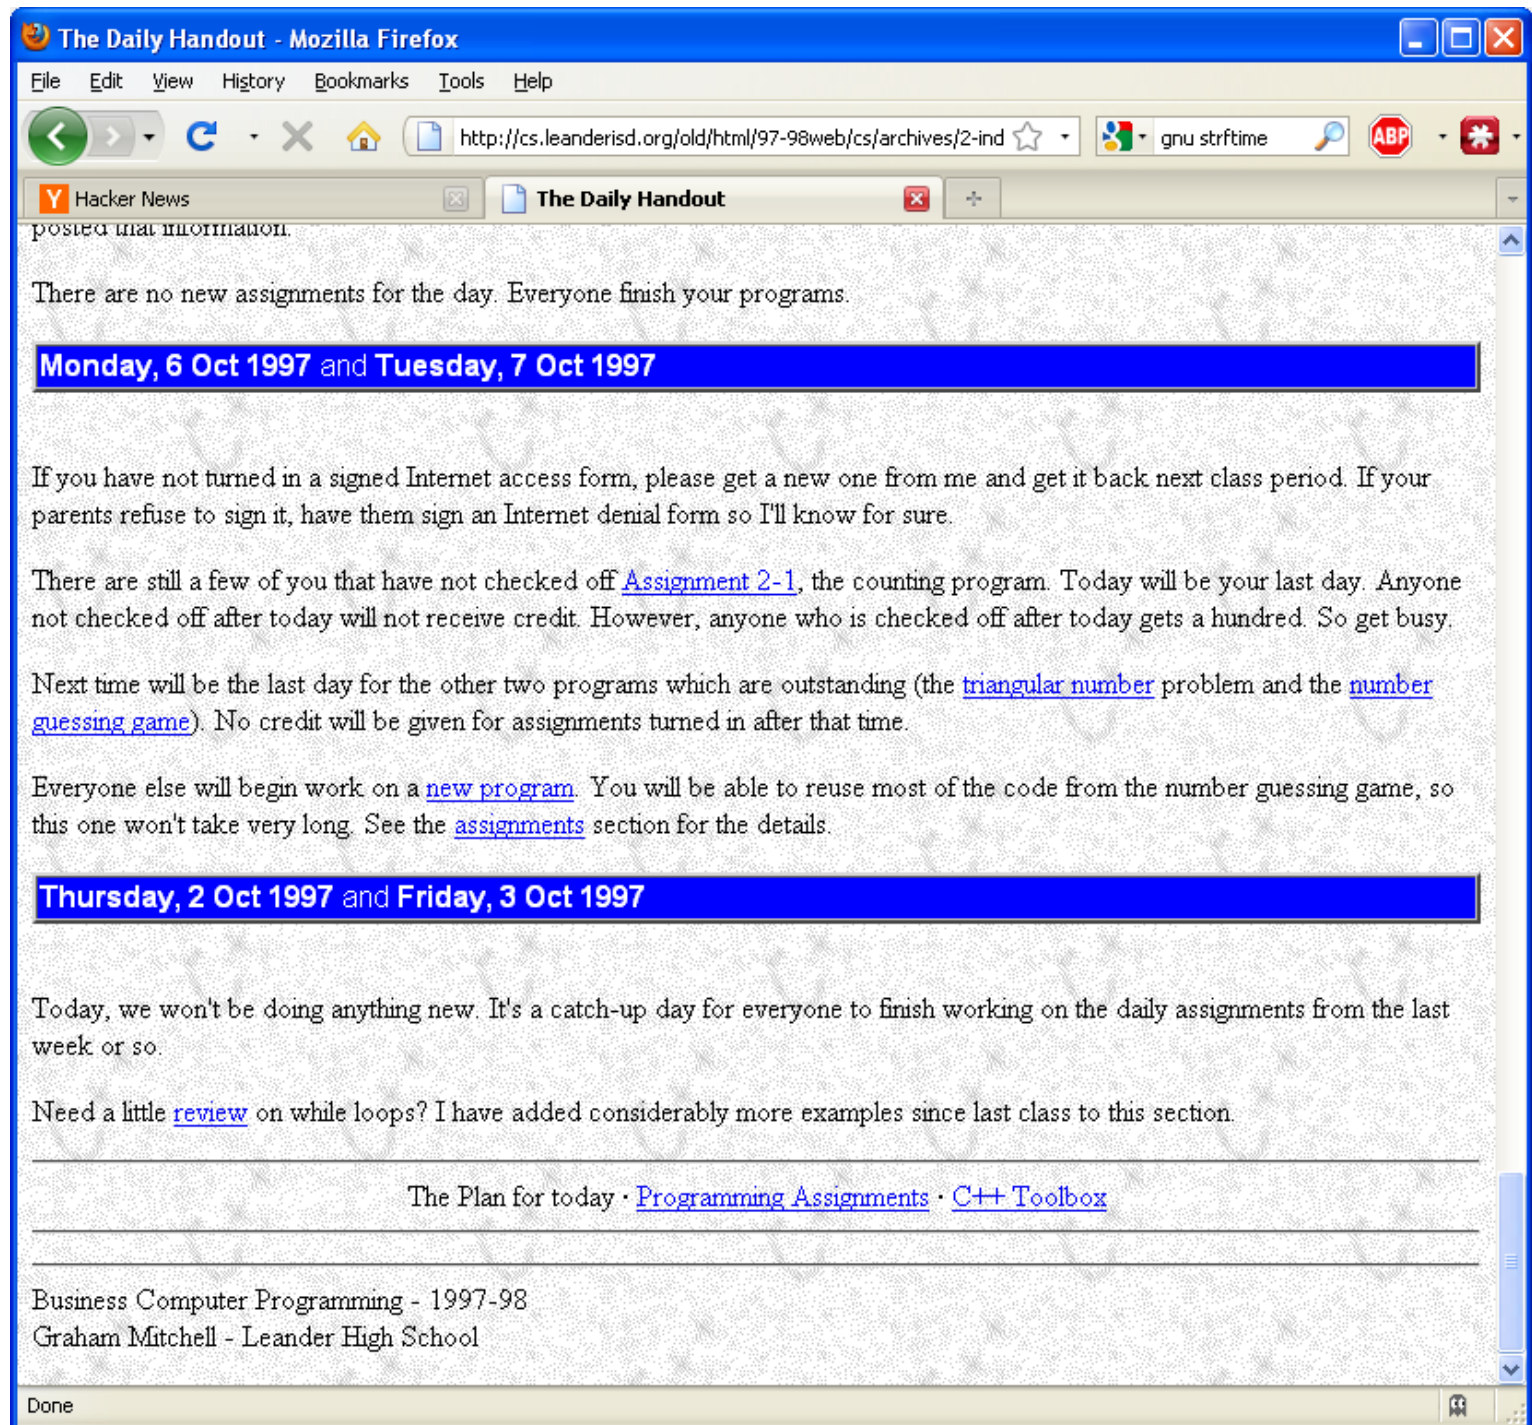 The Daily Handout - Mozilla Firefox
File Edit View History Bookmarks Tools Help
http://cs.leanderisd.org/old/html/97-98web/cs/archives/2-ind gnu strftime ABP
Y Hacker News The Daily Handout
posted that information.
There are no new assignments for the day. Everyone finish your programs.
Monday, 6 Oct 1997 and Tuesday, 7 Oct 1997
If you have not turned in a signed Internet access form, please get a new one from me and get it back next class period. If your
parents refuse to sign it, have them sign an Internet denial form so I'll know for sure.
There are still a few of you that have not checked off Assignment 2-1, the counting program. Today will be your last day. Anyone
not checked off after today will not receive credit. However, anyone who is checked off after today gets a hundred. So get busy.
Next time will be the last day for the other two programs which are outstanding (the triangular number problem and the number
guessing game). No credit will be given for assignments turned in after that time.
Everyone else will begin work on a new program. You will be able to reuse most of the code from the number guessing game, so
this one won't take very long. See the assignments section for the details.
Thursday, 2 Oct 1997 and Friday, 3 Oct 1997
Today, we won't be doing anything new. It's a catch-up day for everyone to finish working on the daily assignments from the last
week or so.
Need a little review on while loops? I have added considerably more examples since last class to this section.
The Plan for today · Programming Assignments · C++ Toolbox
Business Computer Programming - 1997-98
Graham Mitchell - Leander High School
Done